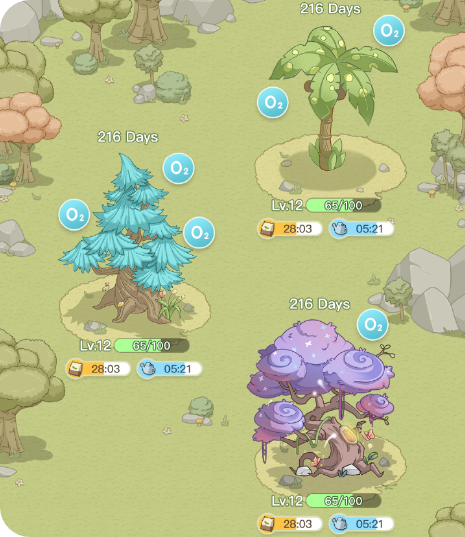 216 Days
O₂
O₂
Lv.12 65/100
28:03 05:21
216 Days
O₂
O₂
O₂
Lv.12 65/100
28:03 05:21
216 Days
O₂
Lv.12 65/100
28:03 05:21